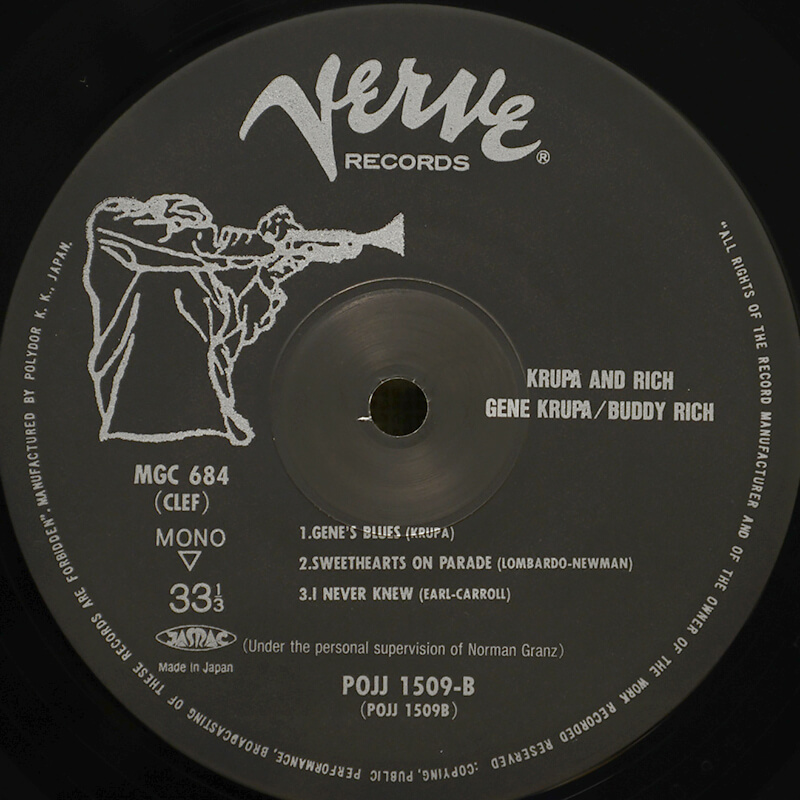 Verve
RECORDS®
KRUPA AND RICH
GENE KRUPA/BUDDY RICH
MGC 684
(CLEF)
MONO
33 1/3
JASRAC
Made in Japan
1.GENE'S BLUES (KRUPA)
2.SWEETHEARTS ON PARADE (LOMBARDO-NEWMAN)
3.I NEVER KNEW (EARL-CARROLL)
(Under the personal supervision of Norman Granz)
POJJ 1509-B
(POJJ 1509B)
"ALL RIGHTS OF THE RECORD MANUFACTURER AND OF THE OWNER OF THE WORK RECORDED RESERVED :COPYING, PUBLIC PERFORMANCE, BROADCASTING OF THESE RECORDS ARE FORBIDDEN". MANUFACTURED BY POLYDOR K. K., JAPAN.